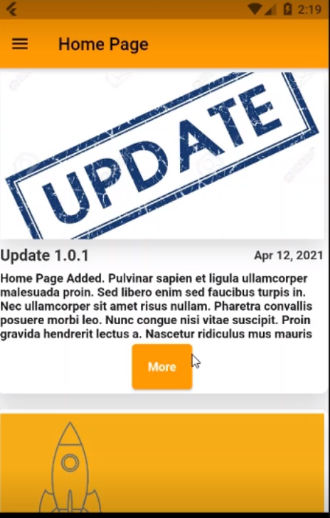 2:19
Home Page
UPDATE
Update 1.0.1
Apr 12, 2021
Home Page Added. Pulvinar sapien et ligula ullamcorper
malesuada proin. Sed libero enim sed faucibus turpis in.
Nec ullamcorper sit amet risus nullam. Pharetra convallis
posuere morbi leo. Nunc congue nisi vitae suscipit. Proin
gravida hendrerit lectus a. Nascetur ridiculus mus mauris
More